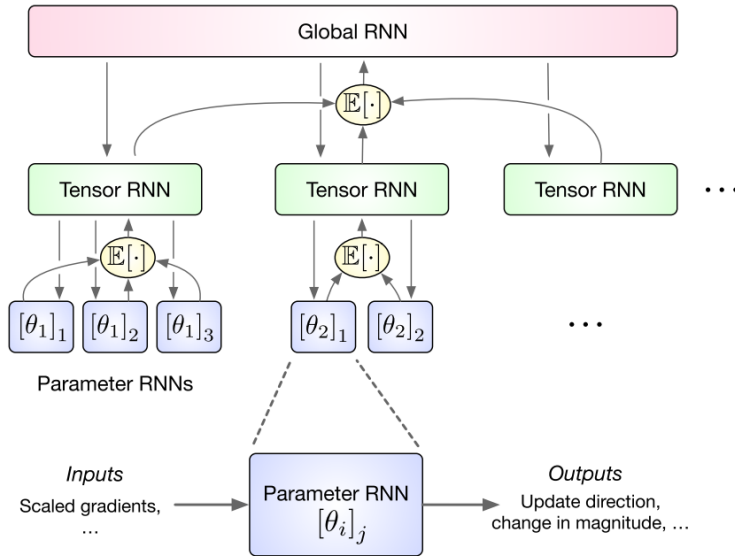 Global RNN
𝔼[·]
Tensor RNN Tensor RNN Tensor RNN ...
𝔼[·] 𝔼[·]
[θ₁]₁ [θ₁]₂ [θ₁]₃ [θ₂]₁ [θ₂]₂ ...
Parameter RNNs
Inputs
Scaled gradients,
...
Parameter RNN
[θᵢ]ⱼ
Outputs
Update direction,
change in magnitude, ...